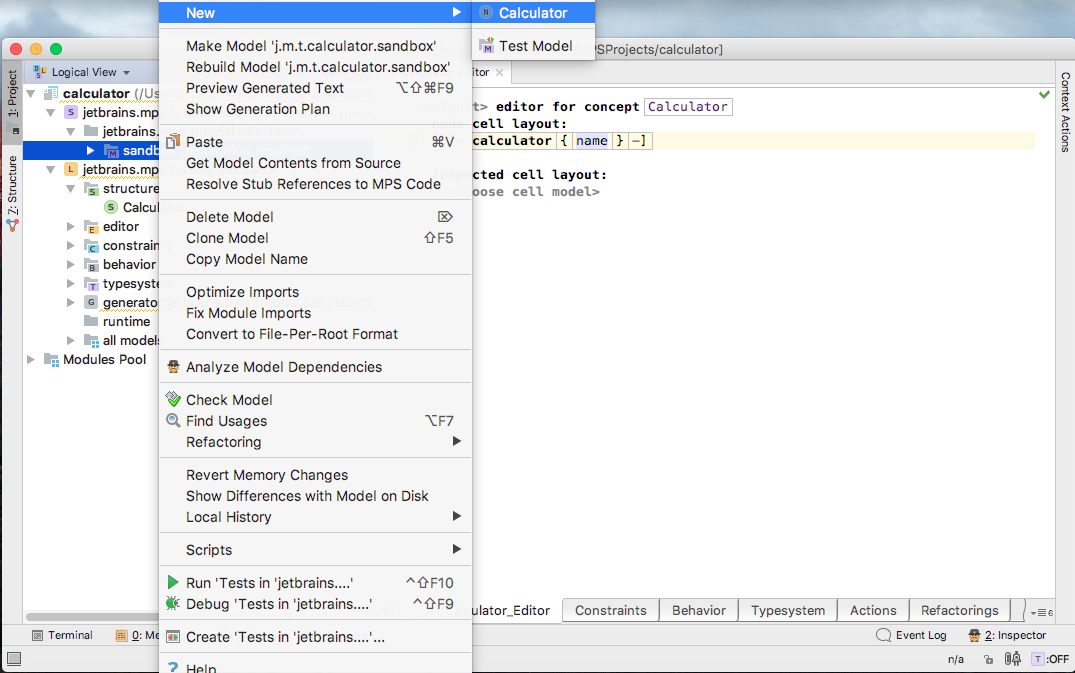 New
Calculator
Test Model
PSProjects/calculator]
Logical View
itor
1: Project
Z: Structure
Context Actions
calculator (/Us
jetbrains.mp
jetbrains.
sandb
jetbrains.mp
structure
Calcu
editor
constrain
behavior
typesyste
generato
runtime
all models
Modules Pool
Make Model 'j.m.t.calculator.sandbox'
Rebuild Model 'j.m.t.calculator.sandbox'
Preview Generated Text ⌥⇧⌘F9
Show Generation Plan
Paste ⌘V
Get Model Contents from Source
Resolve Stub References to MPS Code
Delete Model ⌦
Clone Model ⇧F5
Copy Model Name
Optimize Imports
Fix Module Imports
Convert to File-Per-Root Format
Analyze Model Dependencies
Check Model
Find Usages ⌥F7
Refactoring
Revert Memory Changes
Show Differences with Model on Disk
Local History
Scripts
Run 'Tests in 'jetbrains....' ^⇧F10
Debug 'Tests in 'jetbrains....' ^⇧F9
Create 'Tests in 'jetbrains....'...
Help
> editor for concept Calculator
cell layout:
calculator { name } –]
pected cell layout:
oose cell model>
ulator_Editor Constraints Behavior Typesystem Actions Refactorings
Terminal 0: Me Event Log 2: Inspector
n/a T :OFF